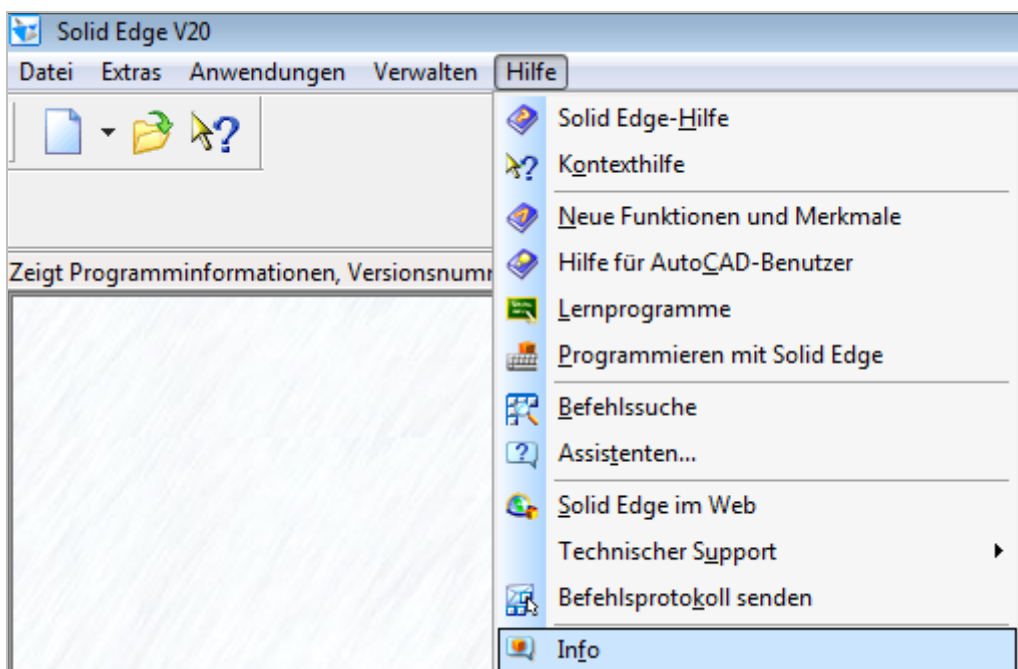 Solid Edge V20
Datei Extras Anwendungen Verwalten Hilfe
Solid Edge-Hilfe
Kontexthilfe
Neue Funktionen und Merkmale
Hilfe für AutoCAD-Benutzer
Zeigt Programminformationen,
Lernprogramme
Programmieren mit Solid Edge
Befehlssuche
Assistenten...
Solid Edge im Web
Technischer Support
Befehlsprotokoll senden
Info